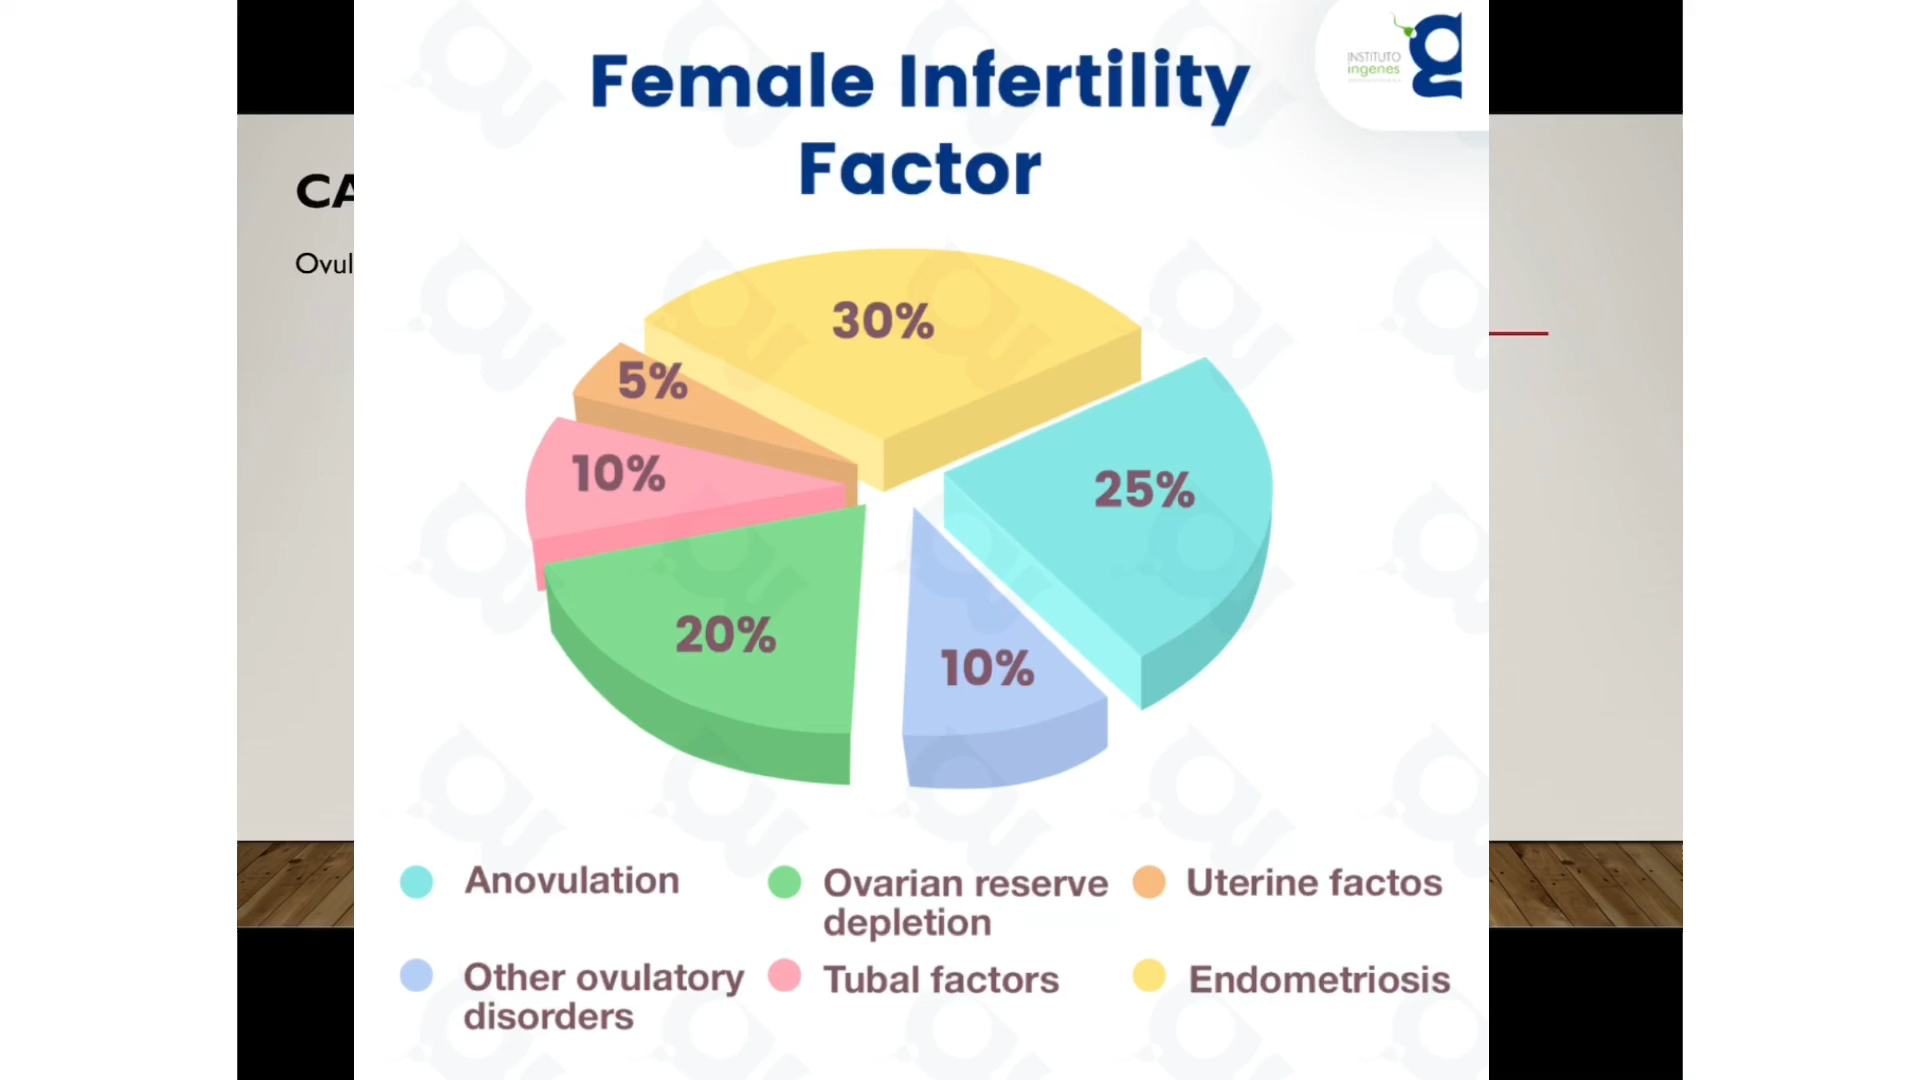 Female Infertility
Factor
INSTITUTO
ingenes
CA
Ovul
30%
5%
25%
10%
20%
10%
Anovulation
Ovarian reserve
depletion
Uterine factos
Other ovulatory
disorders
Tubal factors
Endometriosis